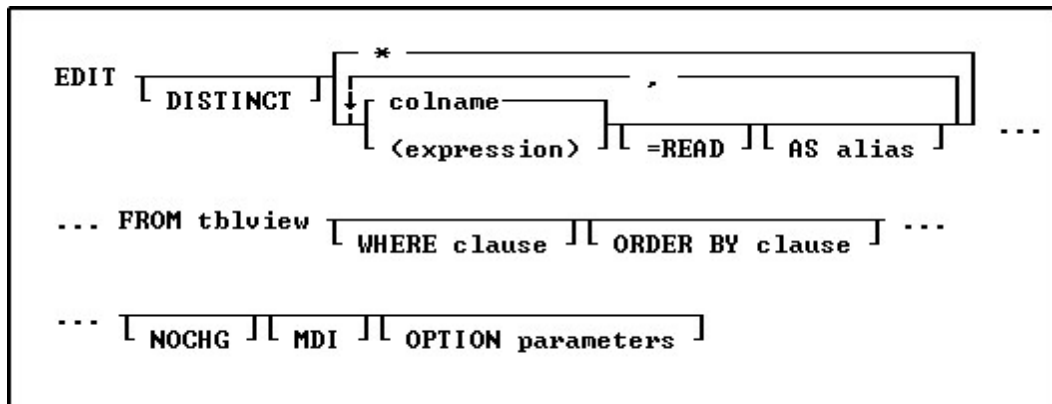 *
EDIT
,
DISTINCT
colname
(expression) =READ AS alias ...
... FROM tblview ...
WHERE clause ORDER BY clause
...
NOCHG MDI OPTION parameters